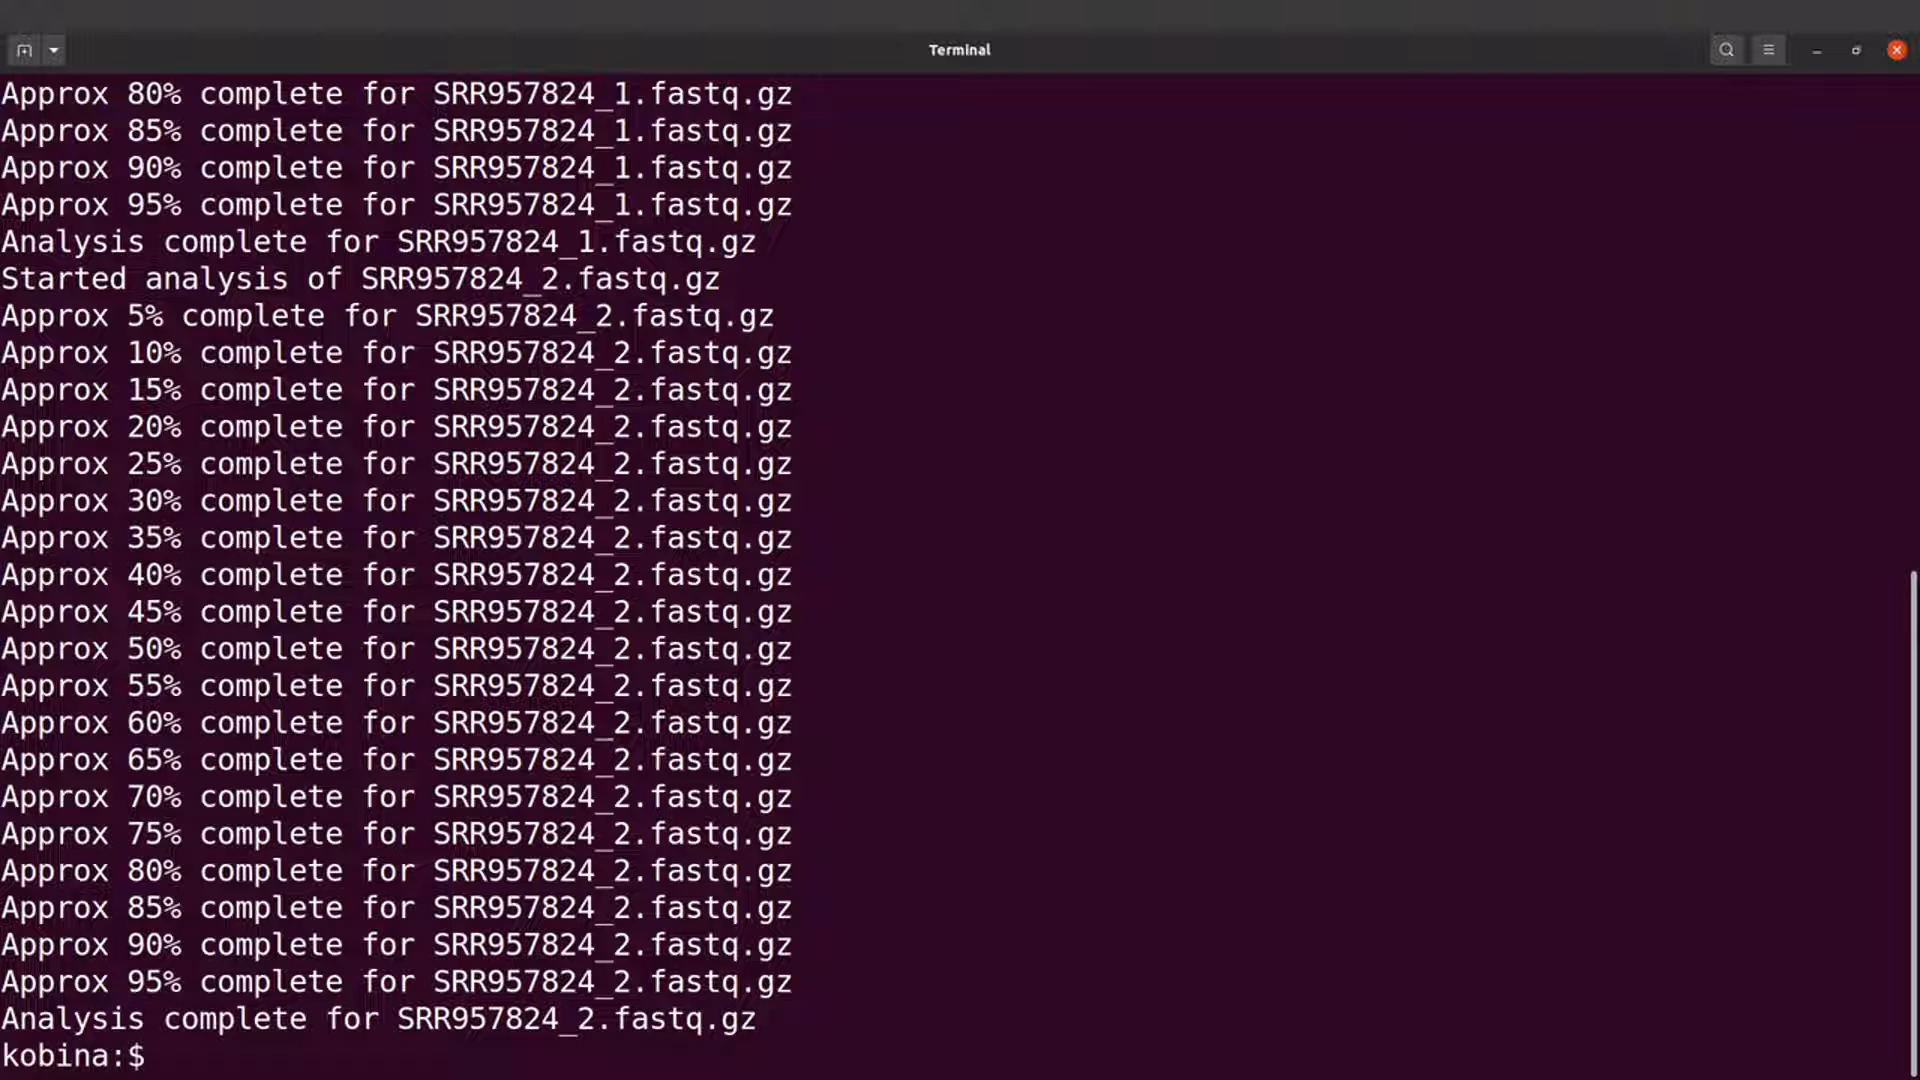 Terminal
Approx 80% complete for SRR957824_1.fastq.gz
Approx 85% complete for SRR957824_1.fastq.gz
Approx 90% complete for SRR957824_1.fastq.gz
Approx 95% complete for SRR957824_1.fastq.gz
Analysis complete for SRR957824_1.fastq.gz
Started analysis of SRR957824_2.fastq.gz
Approx 5% complete for SRR957824_2.fastq.gz
Approx 10% complete for SRR957824_2.fastq.gz
Approx 15% complete for SRR957824_2.fastq.gz
Approx 20% complete for SRR957824_2.fastq.gz
Approx 25% complete for SRR957824_2.fastq.gz
Approx 30% complete for SRR957824_2.fastq.gz
Approx 35% complete for SRR957824_2.fastq.gz
Approx 40% complete for SRR957824_2.fastq.gz
Approx 45% complete for SRR957824_2.fastq.gz
Approx 50% complete for SRR957824_2.fastq.gz
Approx 55% complete for SRR957824_2.fastq.gz
Approx 60% complete for SRR957824_2.fastq.gz
Approx 65% complete for SRR957824_2.fastq.gz
Approx 70% complete for SRR957824_2.fastq.gz
Approx 75% complete for SRR957824_2.fastq.gz
Approx 80% complete for SRR957824_2.fastq.gz
Approx 85% complete for SRR957824_2.fastq.gz
Approx 90% complete for SRR957824_2.fastq.gz
Approx 95% complete for SRR957824_2.fastq.gz
Analysis complete for SRR957824_2.fastq.gz
kobina:$